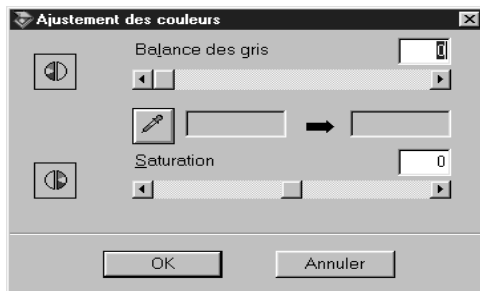 Ajustement des couleurs
Balance des gris 0
Saturation 0
OK Annuler